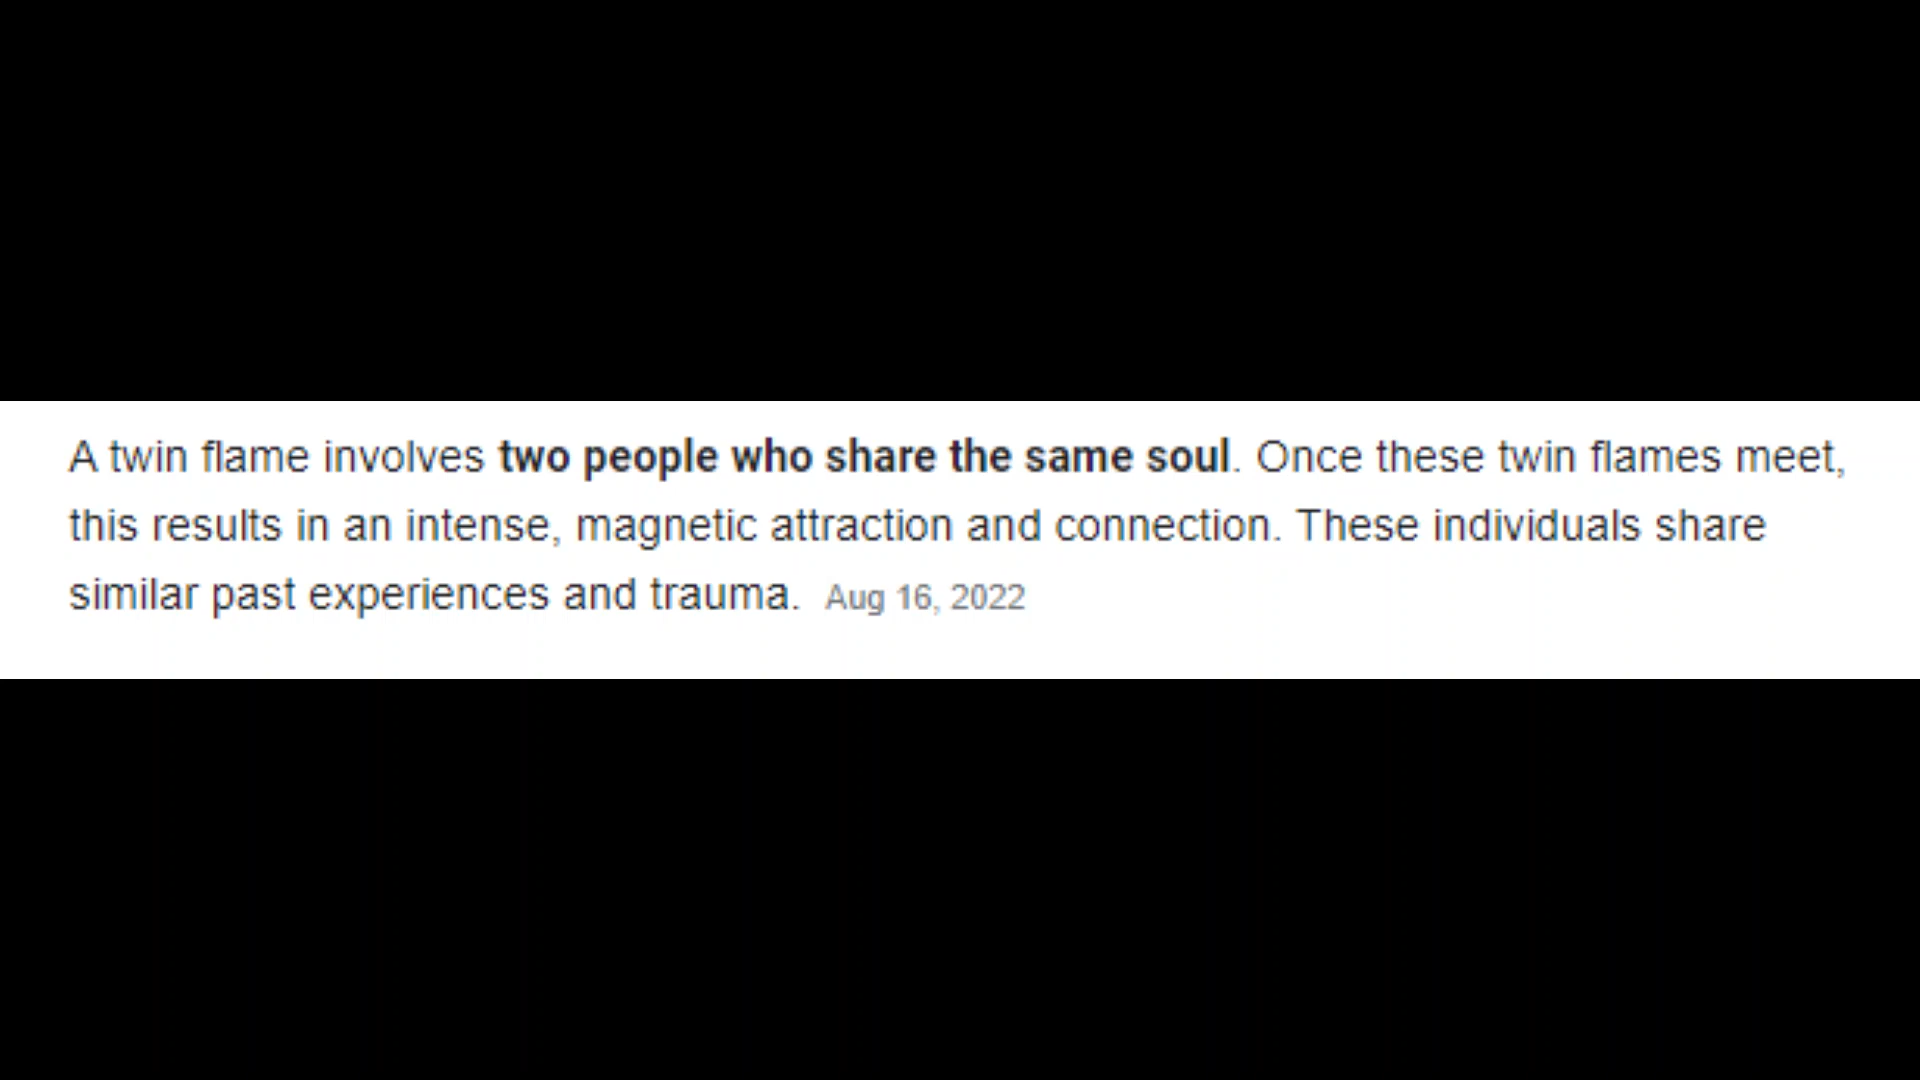 A twin flame involves two people who share the same soul. Once these twin flames meet,
this results in an intense, magnetic attraction and connection. These individuals share
similar past experiences and trauma. Aug 16, 2022